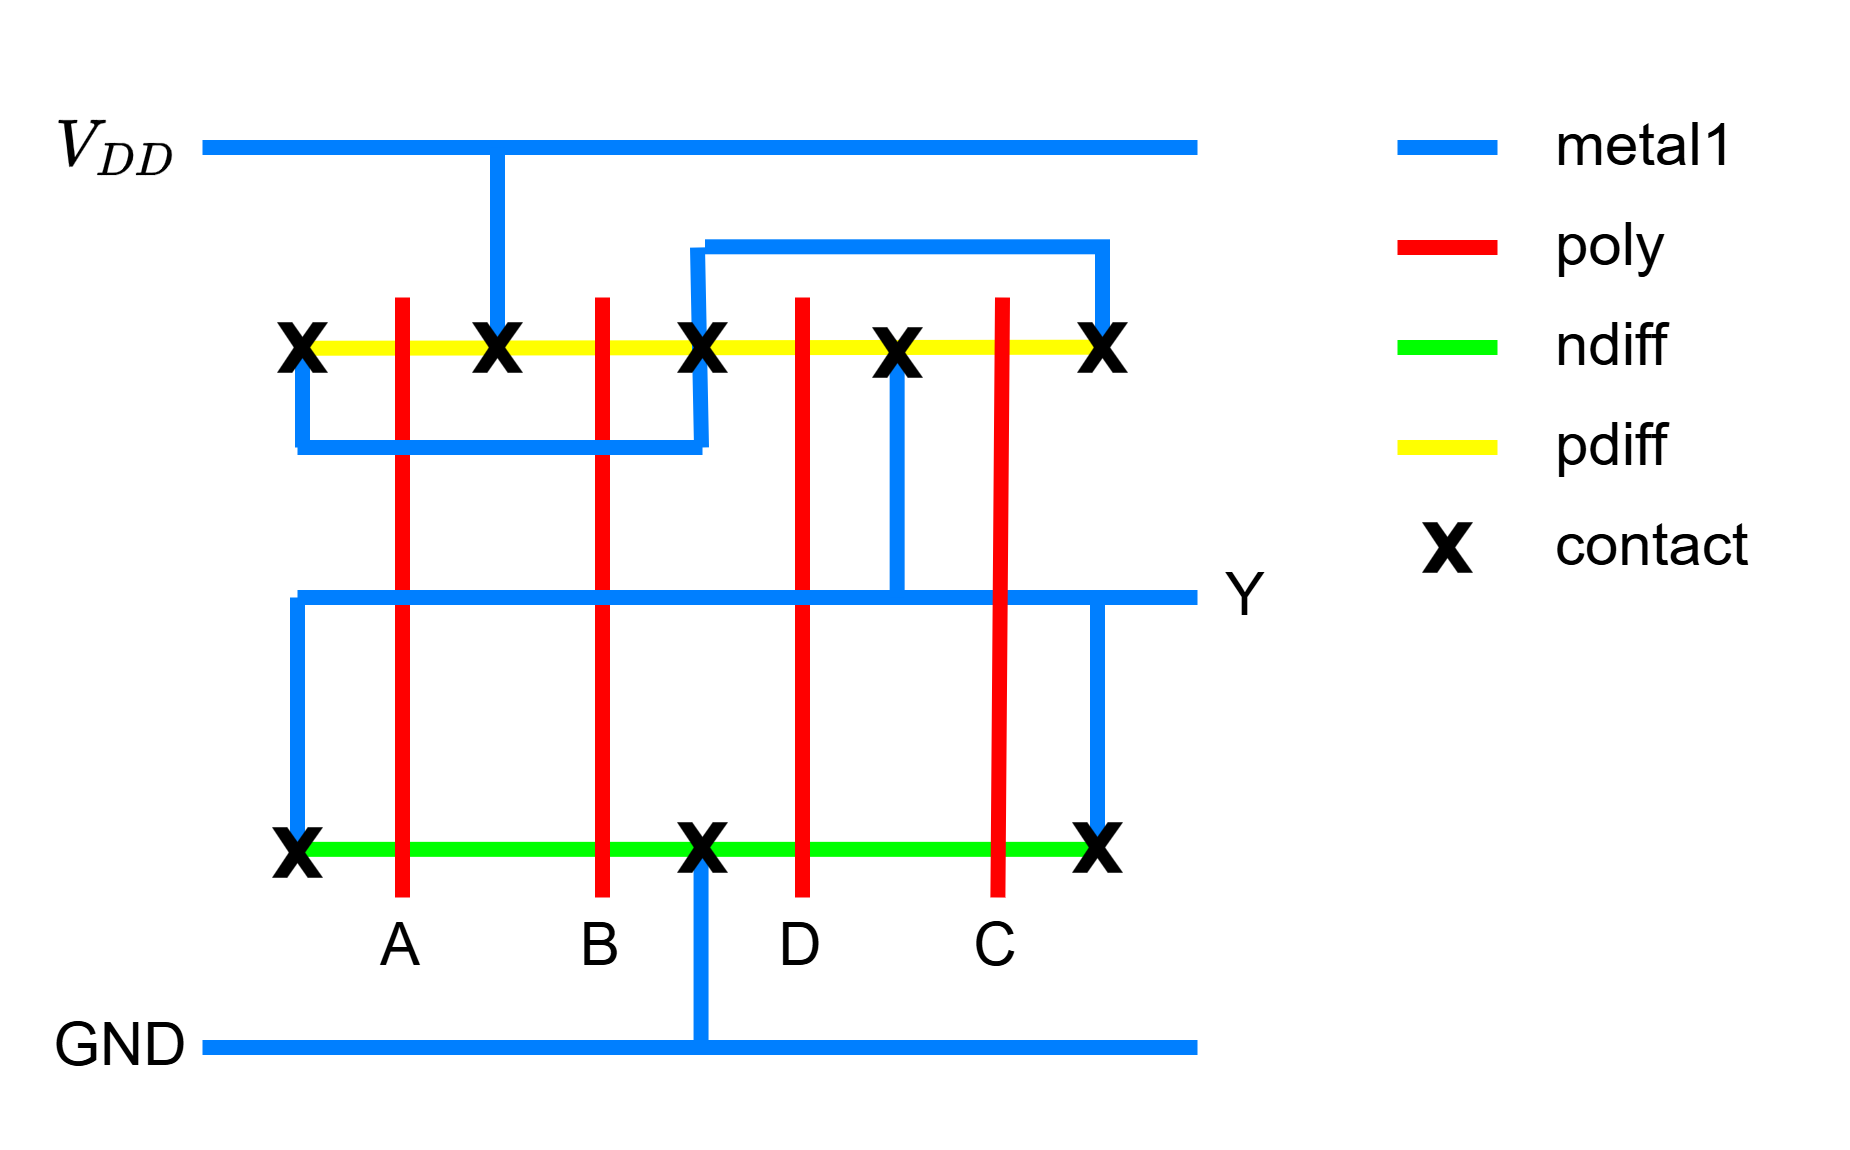 V_{DD}
metal1
poly
ndiff
pdiff
X contact
X X X X X
Y
X X X
A B D C
GND